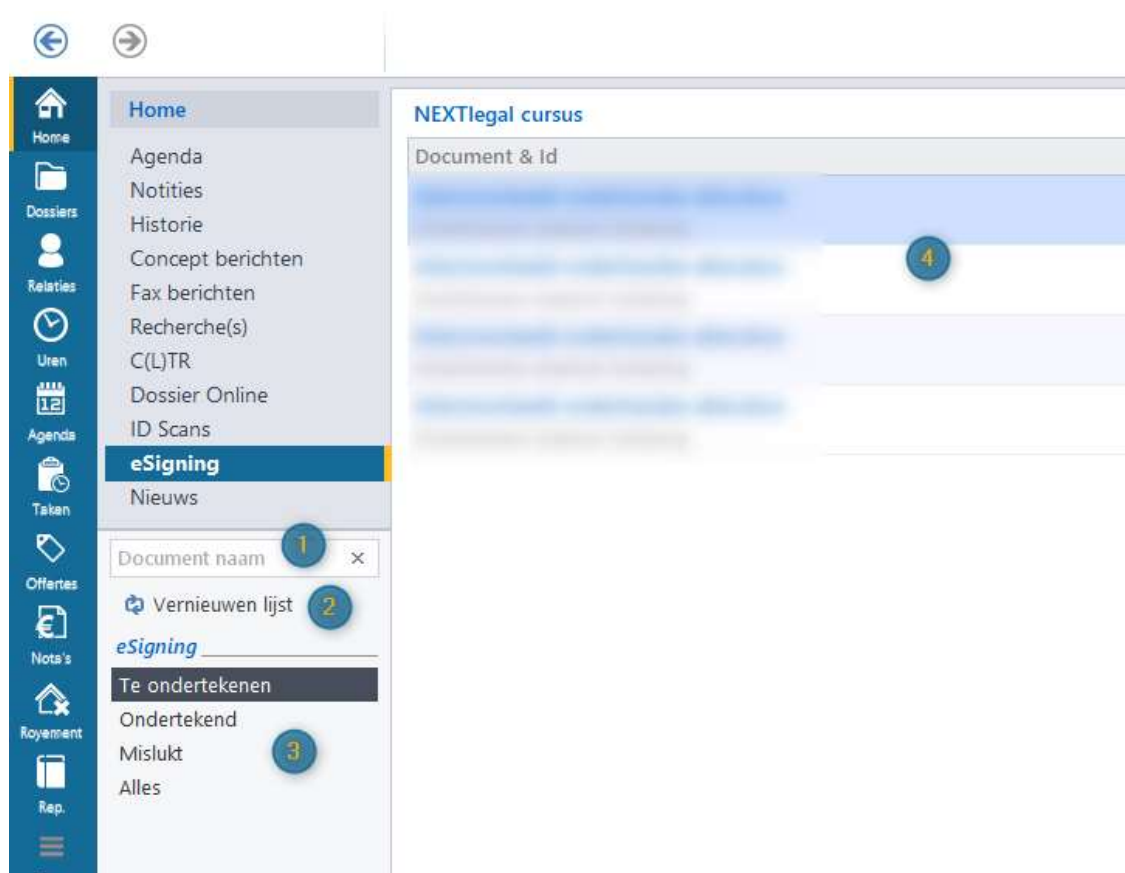 Home
Dossiers
Relaties
Uren
12
Agenda
Taken
Offertes
Nota's
Royement
Rep.
Home
Agenda
Notities
Historie
Concept berichten
Fax berichten
Recherche(s)
C(L)TR
Dossier Online
ID Scans
eSigning
Nieuws
Document naam 1 ×
Vernieuwen lijst 2
eSigning
Te ondertekenen
Ondertekend
Mislukt 3
Alles
NEXTlegal cursus
Document & Id
4